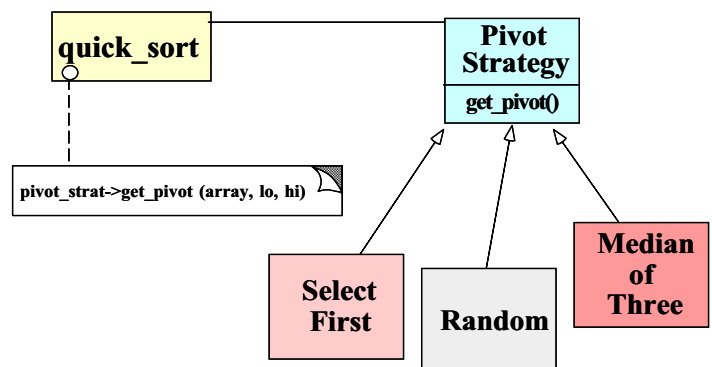 quick_sort
Pivot
Strategy
get_pivot()
pivot_strat->get_pivot (array, lo, hi)
Select
First
Random
Median
of
Three